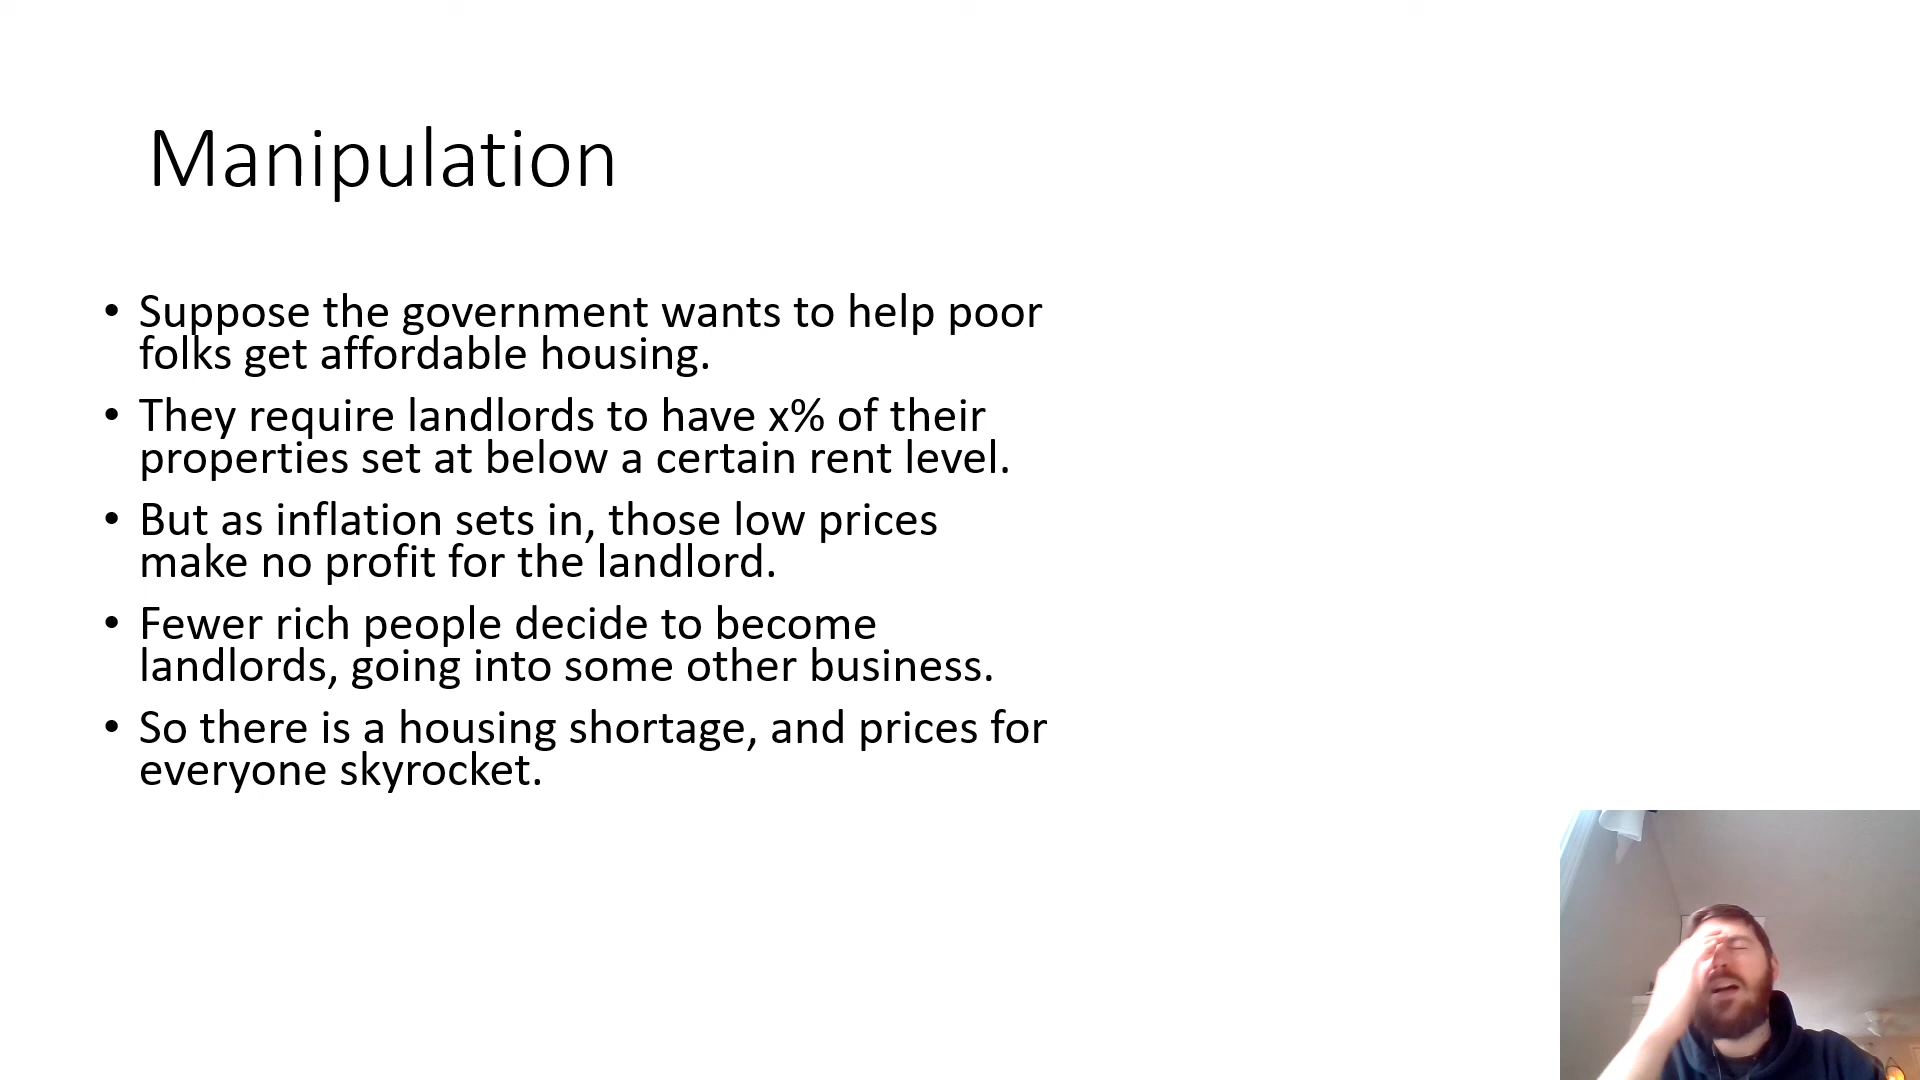 Manipulation
• Suppose the government wants to help poor
folks get affordable housing.
• They require landlords to have x% of their
properties set at below a certain rent level.
• But as inflation sets in, those low prices
make no profit for the landlord.
• Fewer rich people decide to become
landlords, going into some other business.
• So there is a housing shortage, and prices for
everyone skyrocket.